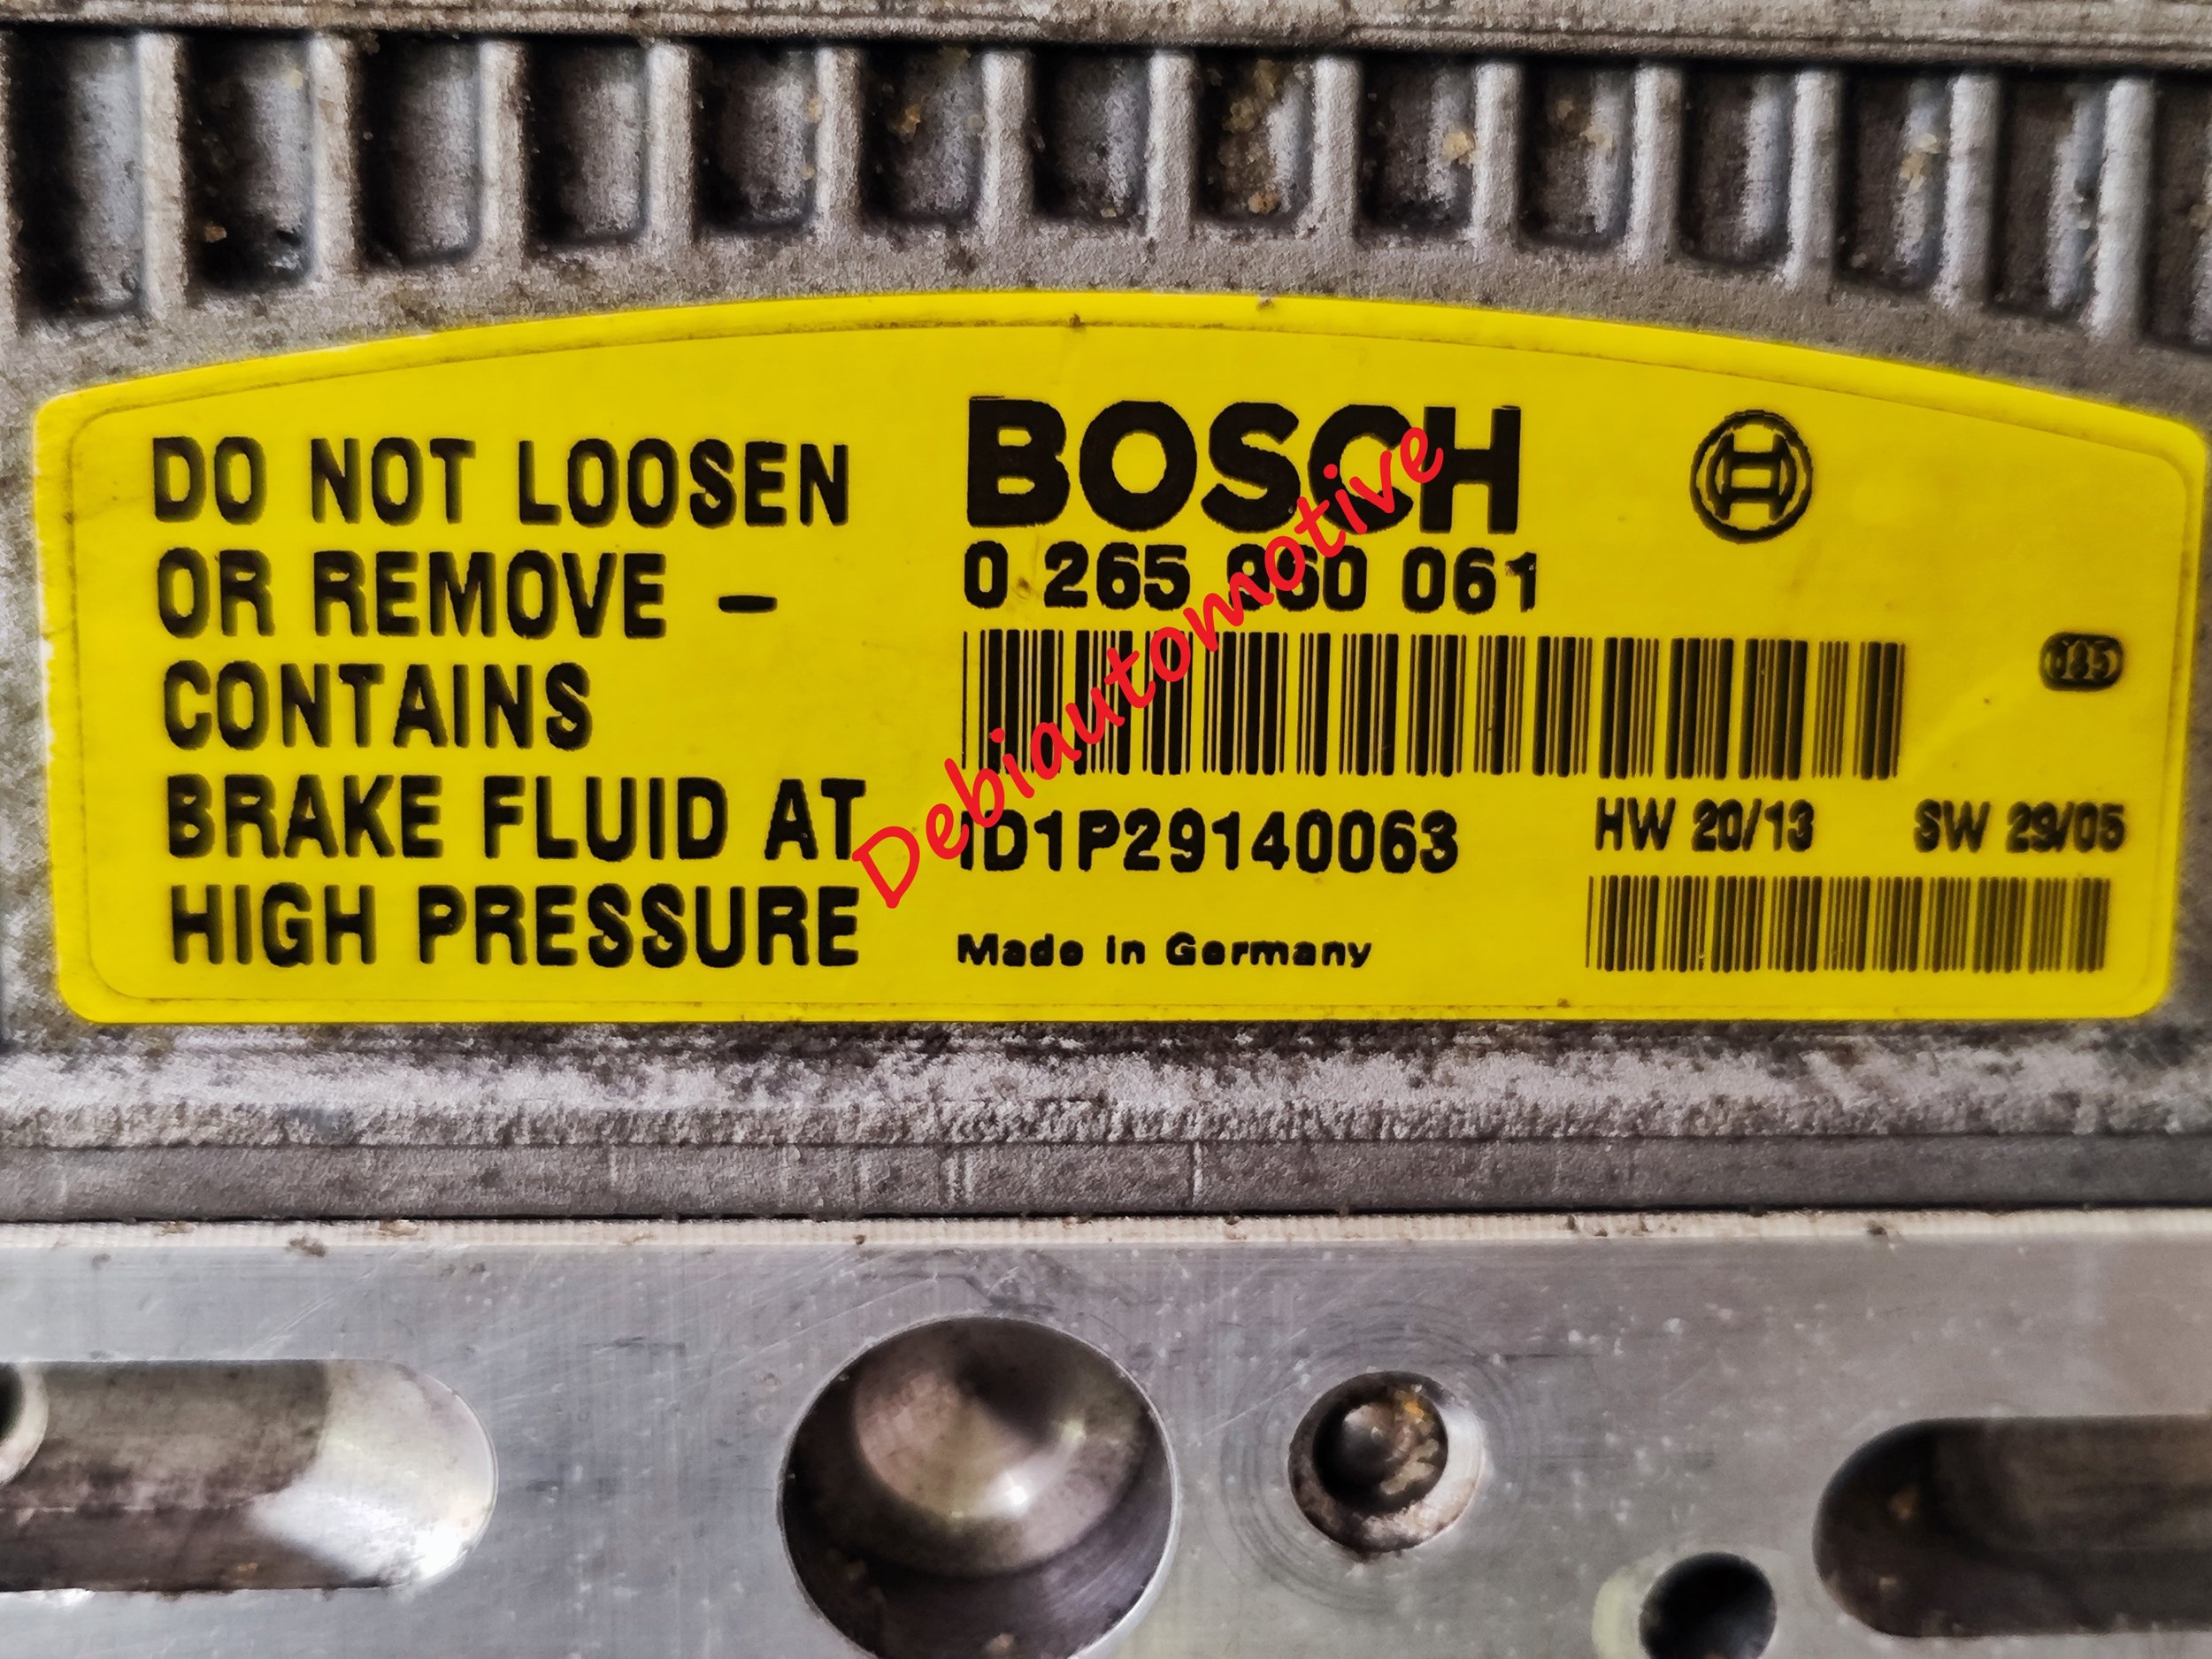 DO NOT LOOSEN
OR REMOVE -
CONTAINS
BRAKE FLUID AT
HIGH PRESSURE
BOSCH
0 265 960 061
1D1P29140063
HW 20/13
SW 29/05
Made in Germany
Debiautomotive